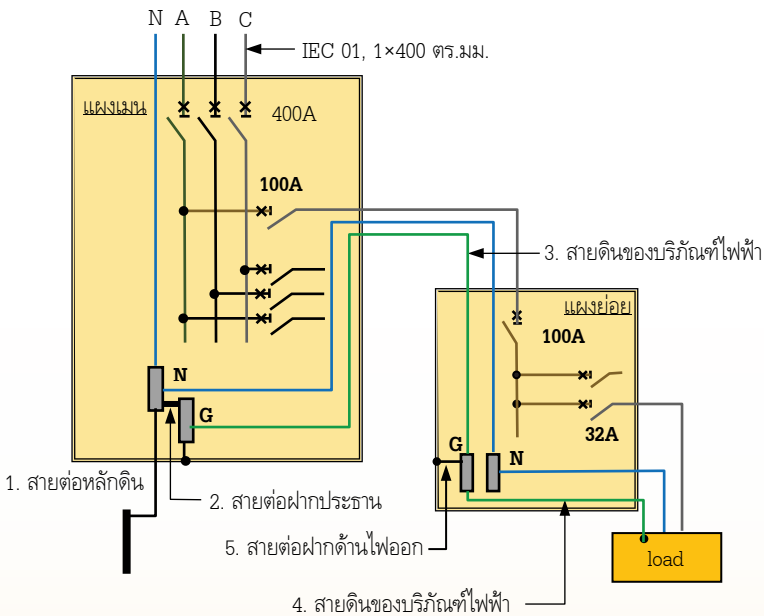 N A B C
IEC 01, 1×400 ตร.มม.
แผงเมน
400A
100A
3. สายดินของบริภัณฑ์ไฟฟ้า
แผงย่อย
100A
N
G
32A
G
N
1. สายต่อหลักดิน
2. สายต่อฝากประธาน
5. สายต่อฝากด้านไฟออก
load
4. สายดินของบริภัณฑ์ไฟฟ้า